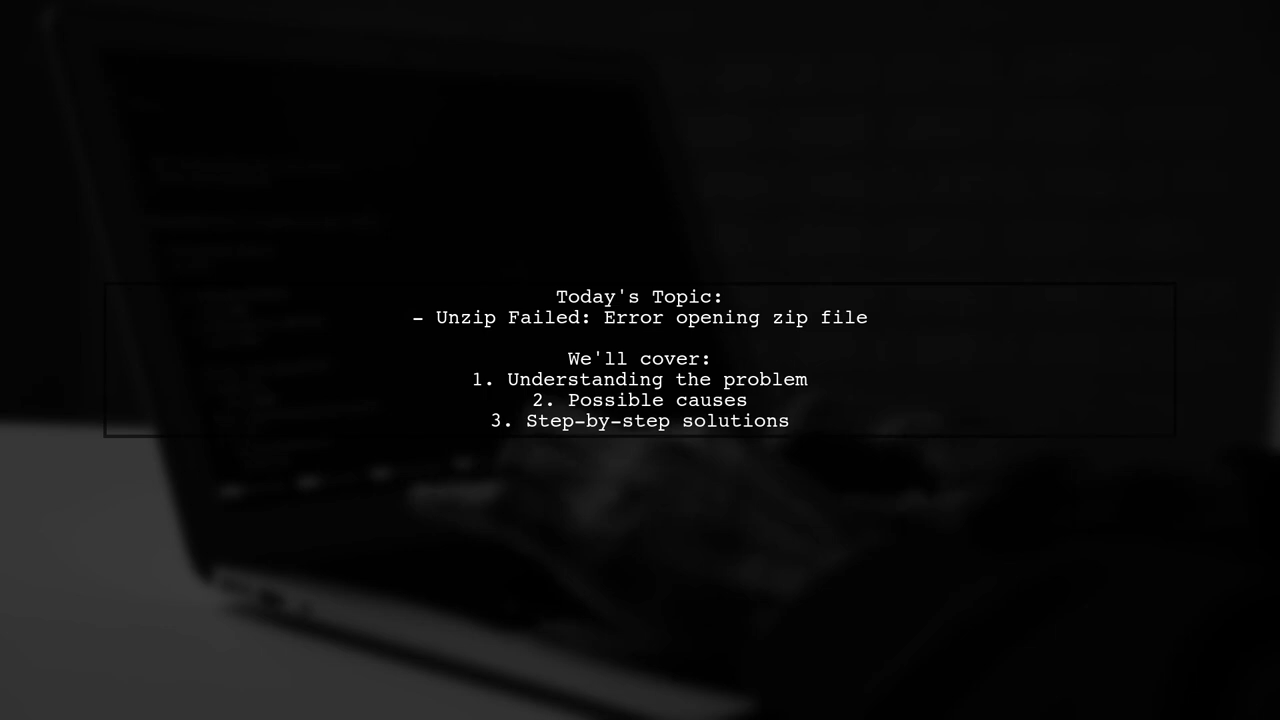 Today's Topic:
- Unzip Failed: Error opening zip file
We'll cover:
1. Understanding the problem
2. Possible causes
3. Step-by-step solutions